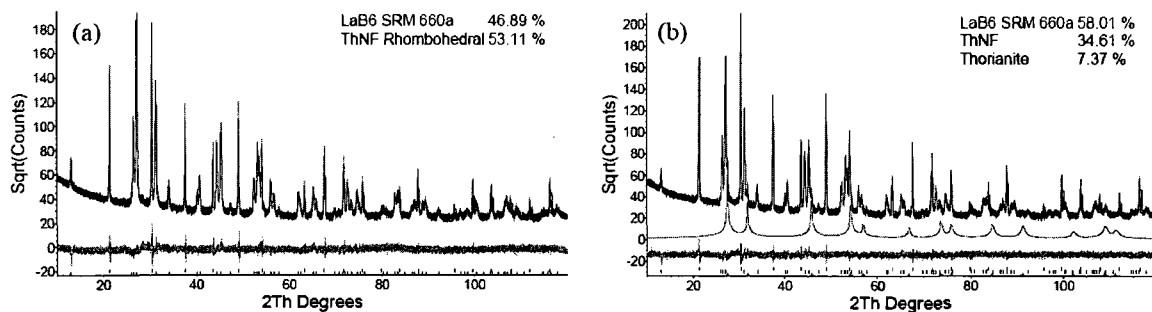 (a)
LaB6 SRM 660a 46.89 %
ThNF Rhombohedral 53.11 %
Sqrt(Counts)
180
160
140
120
100
80
60
40
20
0
-20
20 40 60 80 100
2Th Degrees
(b)
LaB6 SRM 660a 58.01 %
ThNF 34.61 %
Thorianite 7.37 %
Sqrt(Counts)
200
180
160
140
120
100
80
60
40
20
0
-20
20 40 60 80 100
2Th Degrees